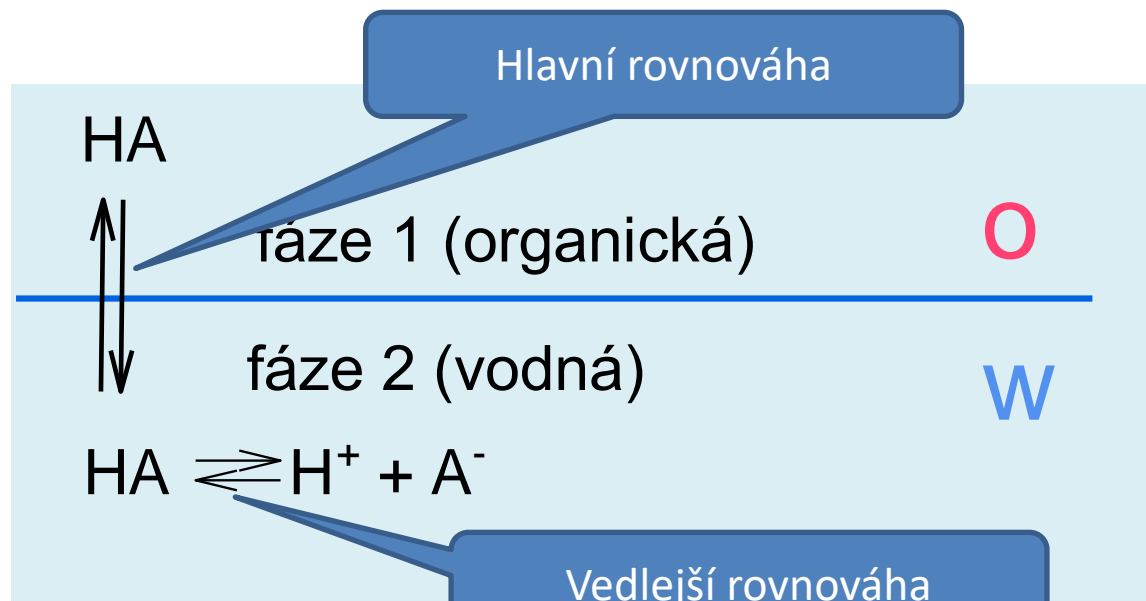 Hlavní rovnováha
HA
fáze 1 (organická)
O
fáze 2 (vodná)
w
HA ⇌ H⁺ + A⁻
Vedlejší rovnováha